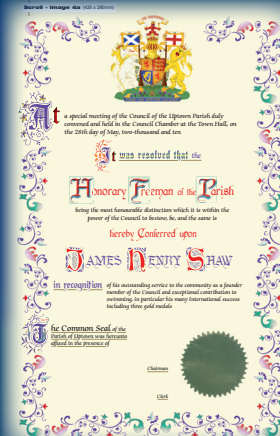 Scroll - Image 4a (420 x 280mm)
At a special meeting of the Council of the Uptown Parish duly
convened and held in the Council Chamber at the Town Hall, on
the 28th day of May, two-thousand and ten
It was resolved that the
Honorary Freeman of the Parish
being the most honourable distinction which it is within the
power of the Council to bestow, be, and the same is
hereby Conferred upon
JAMES HENRY SHAW
in recognition of his outstanding service to the community as a founder
member of the Council and exceptional contribution to
swimming, in particular his many International success
including three gold medals
The Common Seal of the
Parish of Uptown was hereunto
affixed in the presence of
Chairman
Clerk